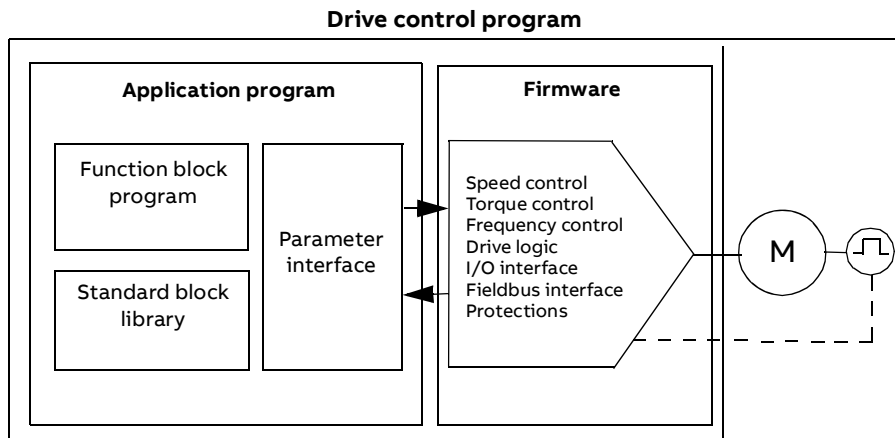 Drive control program
Application program
Firmware
Function block
program
Standard block
library
Parameter
interface
Speed control
Torque control
Frequency control
Drive logic
I/O interface
Fieldbus interface
Protections
M